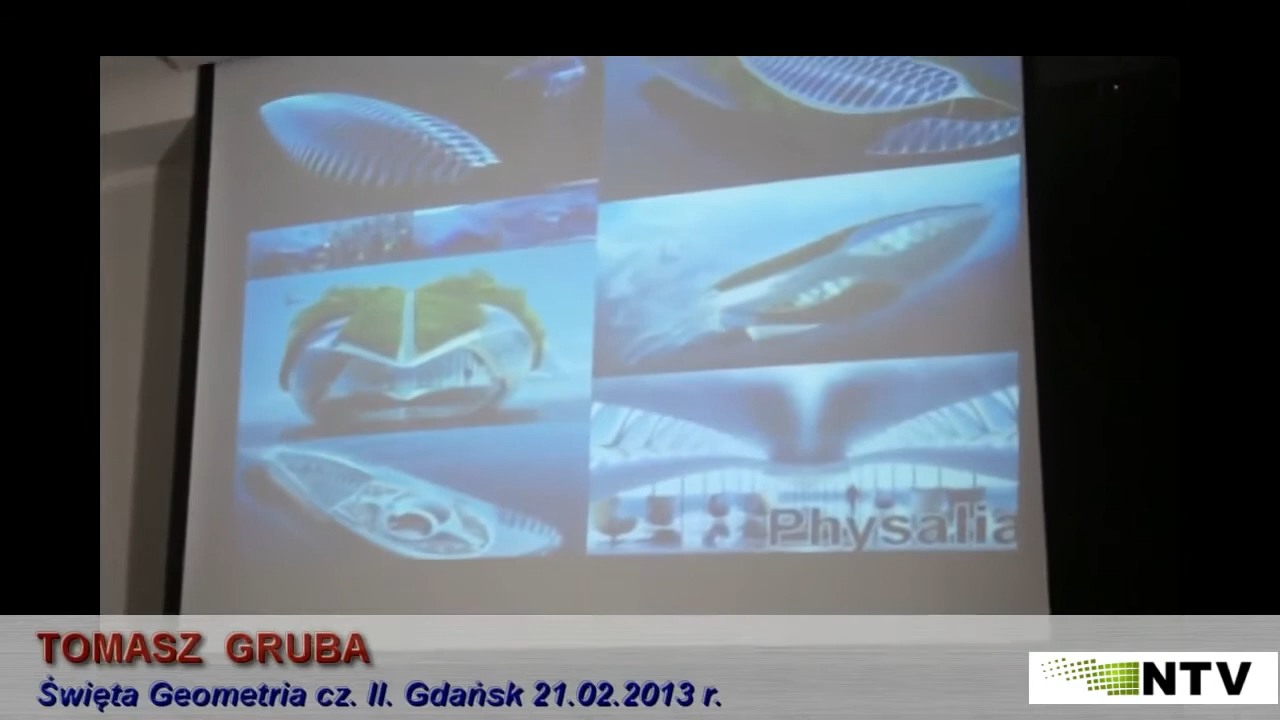 Physalia
TOMASZ GRUBA
Święta Geometria cz. II. Gdańsk 21.02.2013 r.
NTV